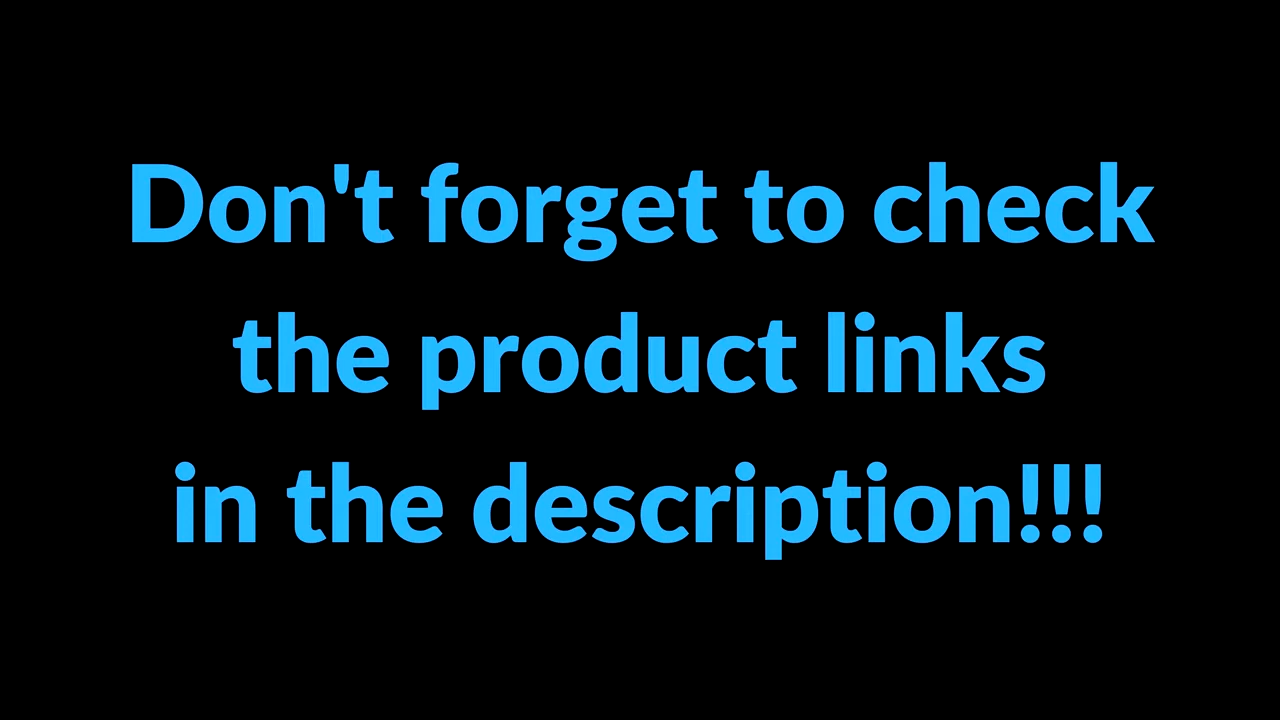 Don't forget to check
the product links
in the description!!!